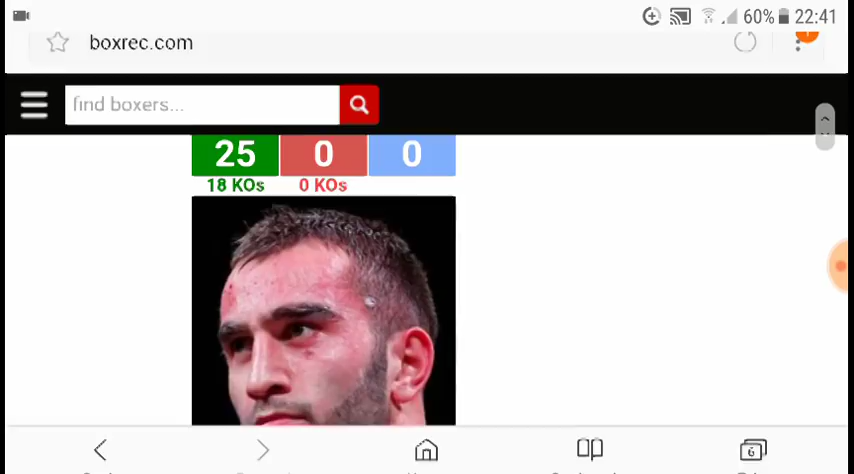 60% 22:41
boxrec.com
find boxers...
25 0 0
18 KOs 0 KOs
6